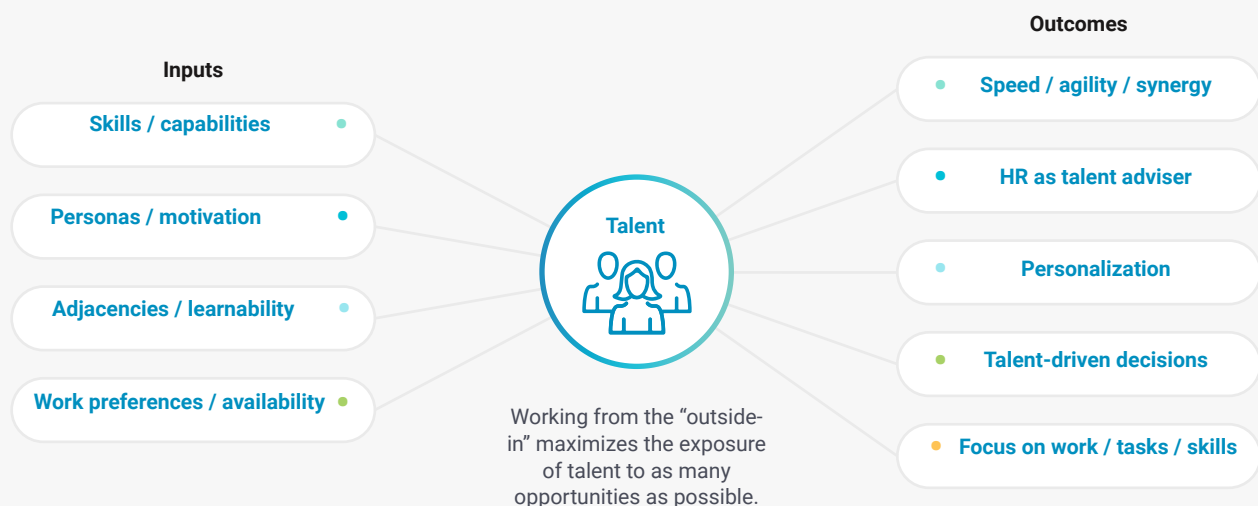 Inputs
Skills / capabilities
Personas / motivation
Adjacencies / learnability
Work preferences / availability
Talent
Working from the “outside-
in” maximizes the exposure
of talent to as many
opportunities as possible.
Outcomes
Speed / agility / synergy
HR as talent adviser
Personalization
Talent-driven decisions
Focus on work / tasks / skills